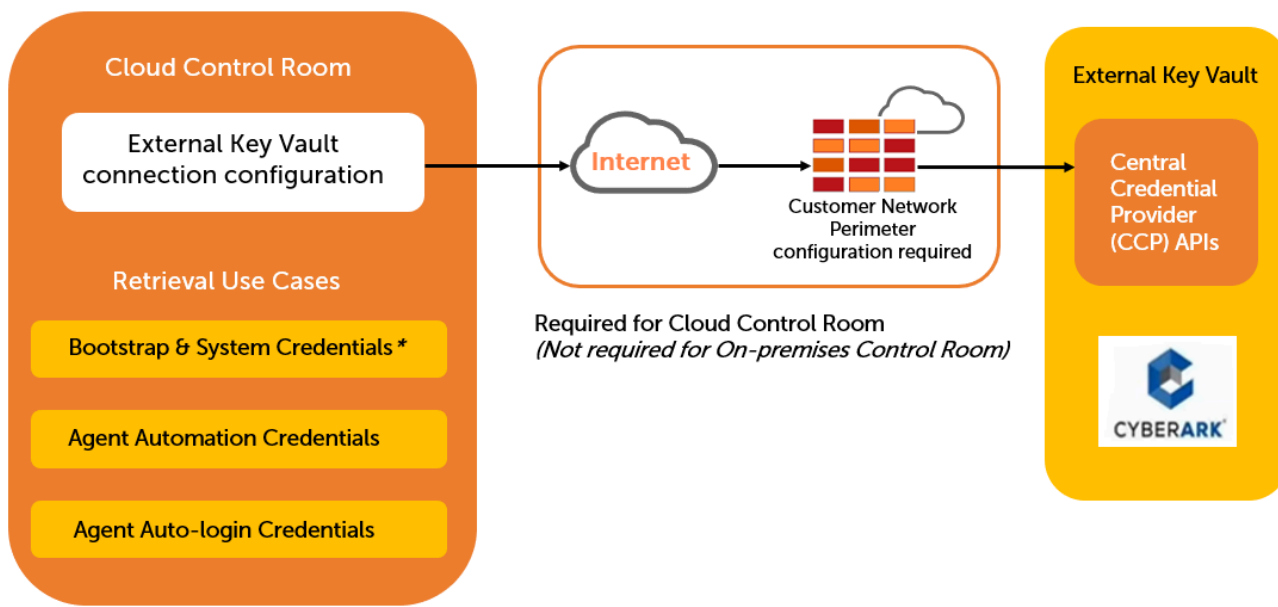 Cloud Control Room
External Key Vault
connection configuration
Retrieval Use Cases
Bootstrap & System Credentials*
Agent Automation Credentials
Agent Auto-login Credentials
Internet
Customer Network
Perimeter
configuration required
Required for Cloud Control Room
(Not required for On-premises Control Room)
External Key Vault
Central
Credential
Provider
(CCP) APIs
CYBERARK®